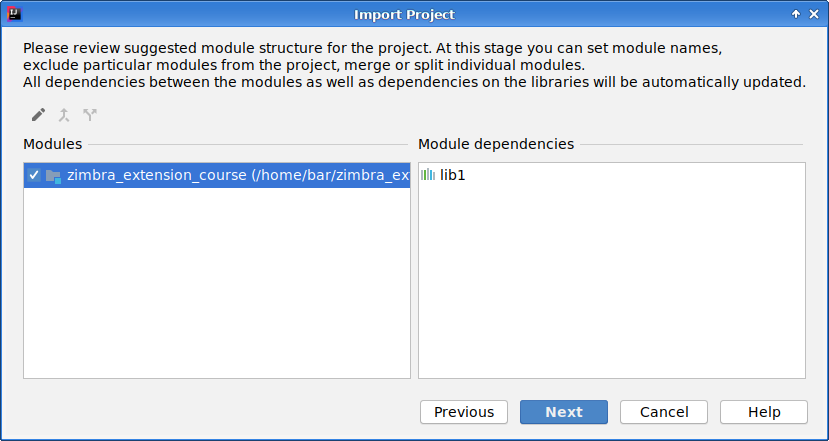 Import Project
Please review suggested module structure for the project. At this stage you can set module names,
exclude particular modules from the project, merge or split individual modules.
All dependencies between the modules as well as dependencies on the libraries will be automatically updated.
Modules
Module dependencies
zimbra_extension_course (/home/bar/zimbra_ex
lib1
Previous
Next
Cancel
Help